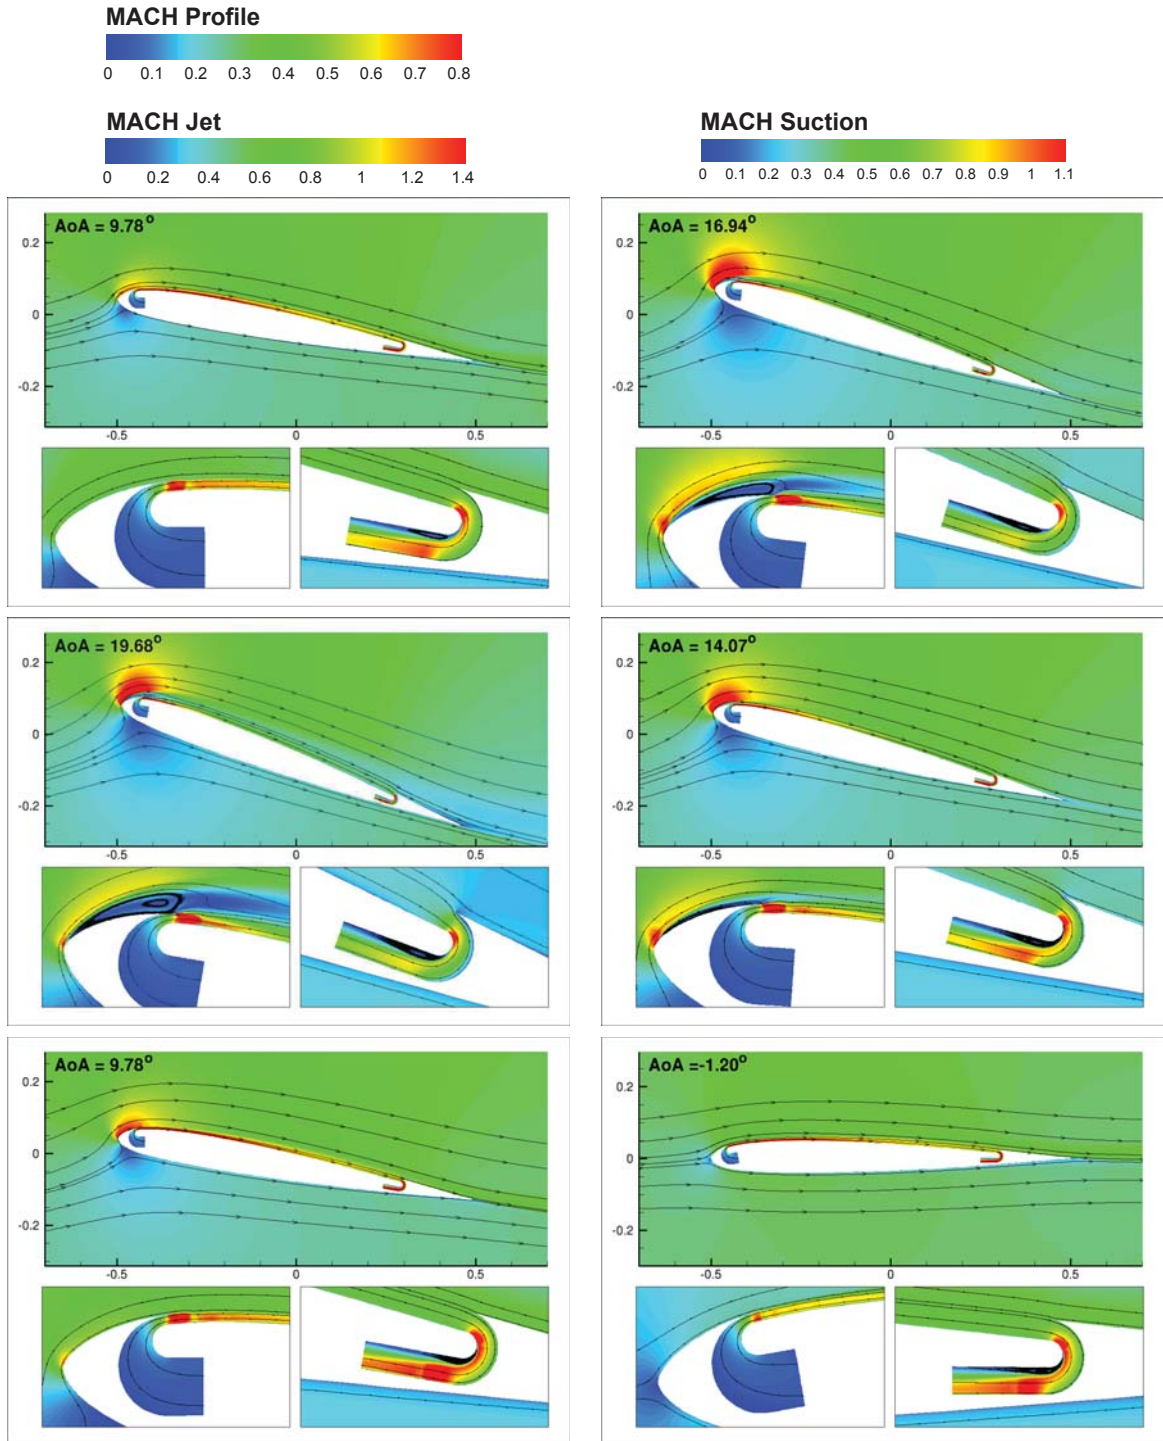 MACH Profile
0 0.1 0.2 0.3 0.4 0.5 0.6 0.7 0.8
MACH Jet
0 0.2 0.4 0.6 0.8 1 1.2 1.4
MACH Suction
0 0.1 0.2 0.3 0.4 0.5 0.6 0.7 0.8 0.9 1 1.1
AoA = 9.78°
0.2
0
-0.2
-0.5 0 0.5
AoA = 16.94°
0.2
0
-0.2
-0.5 0 0.5
AoA = 19.68°
0.2
0
-0.2
-0.5 0 0.5
AoA = 14.07°
0.2
0
-0.2
-0.5 0 0.5
AoA = 9.78°
0.2
0
-0.2
-0.5 0 0.5
AoA =-1.20°
0.2
0
-0.2
-0.5 0 0.5